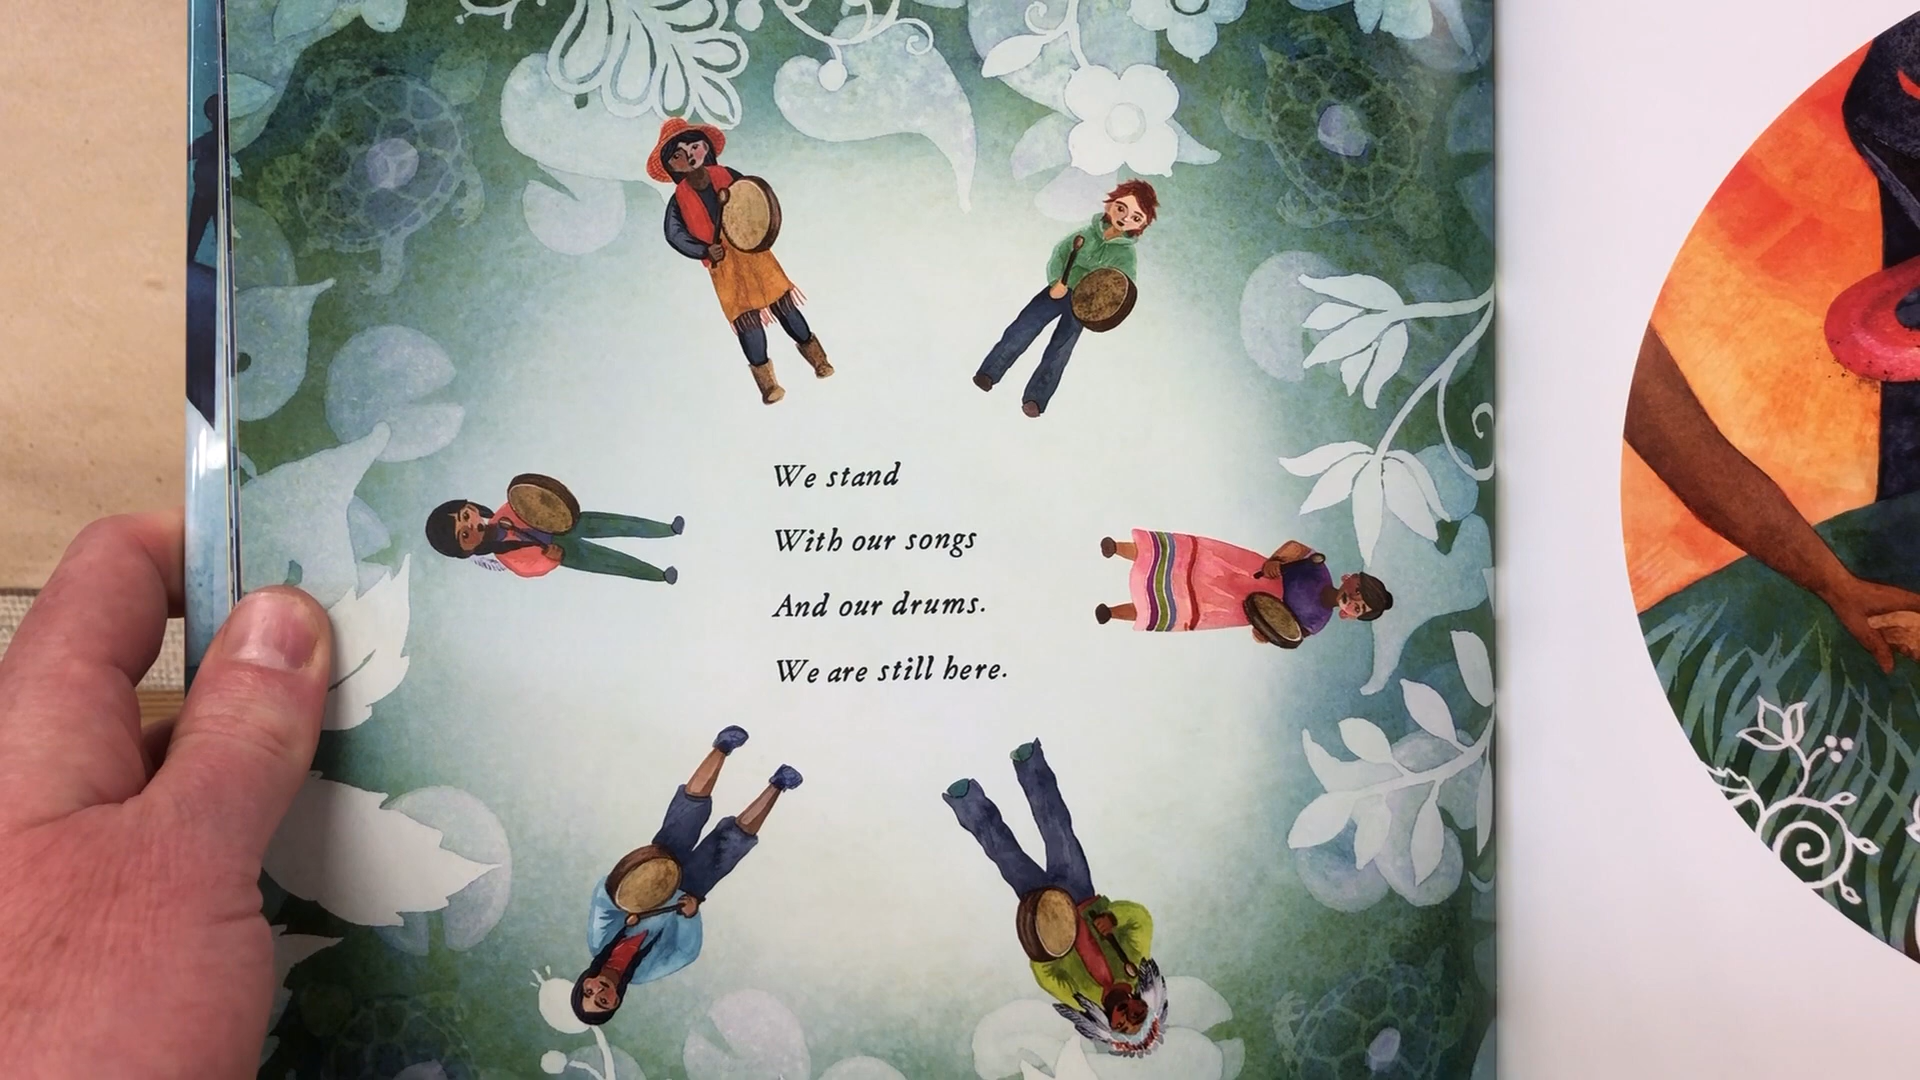 We stand
With our songs
And our drums.
We are still here.